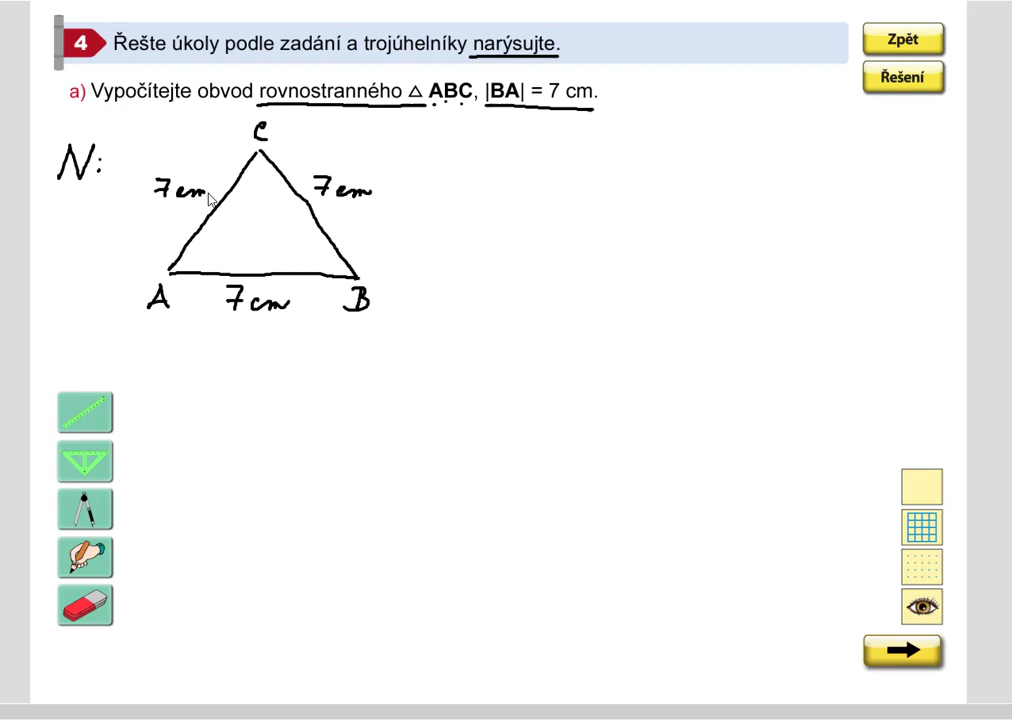 4 Řešte úkoly podle zadání a trojúhelníky narýsujte.
Zpět
Řešení
a) Vypočítejte obvod rovnostranného △ ABC, |BA| = 7 cm.
N:
C
7 cm 7 cm
A 7 cm B